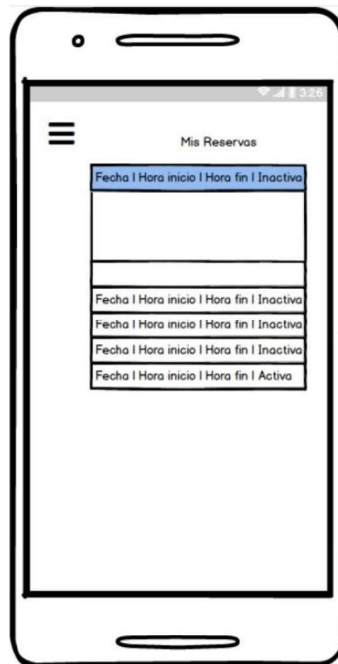 3:26
Mis Reservas
Fecha | Hora inicio | Hora fin | Inactiva
Fecha | Hora inicio | Hora fin | Inactiva
Fecha | Hora inicio | Hora fin | Inactiva
Fecha | Hora inicio | Hora fin | Inactiva
Fecha | Hora inicio | Hora fin | Activa